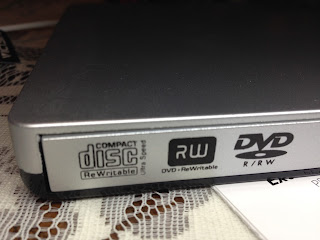 COMPACT
disc
ReWritable
Ultra Speed
RW
DVD+ReWritable
DVD
R/RW